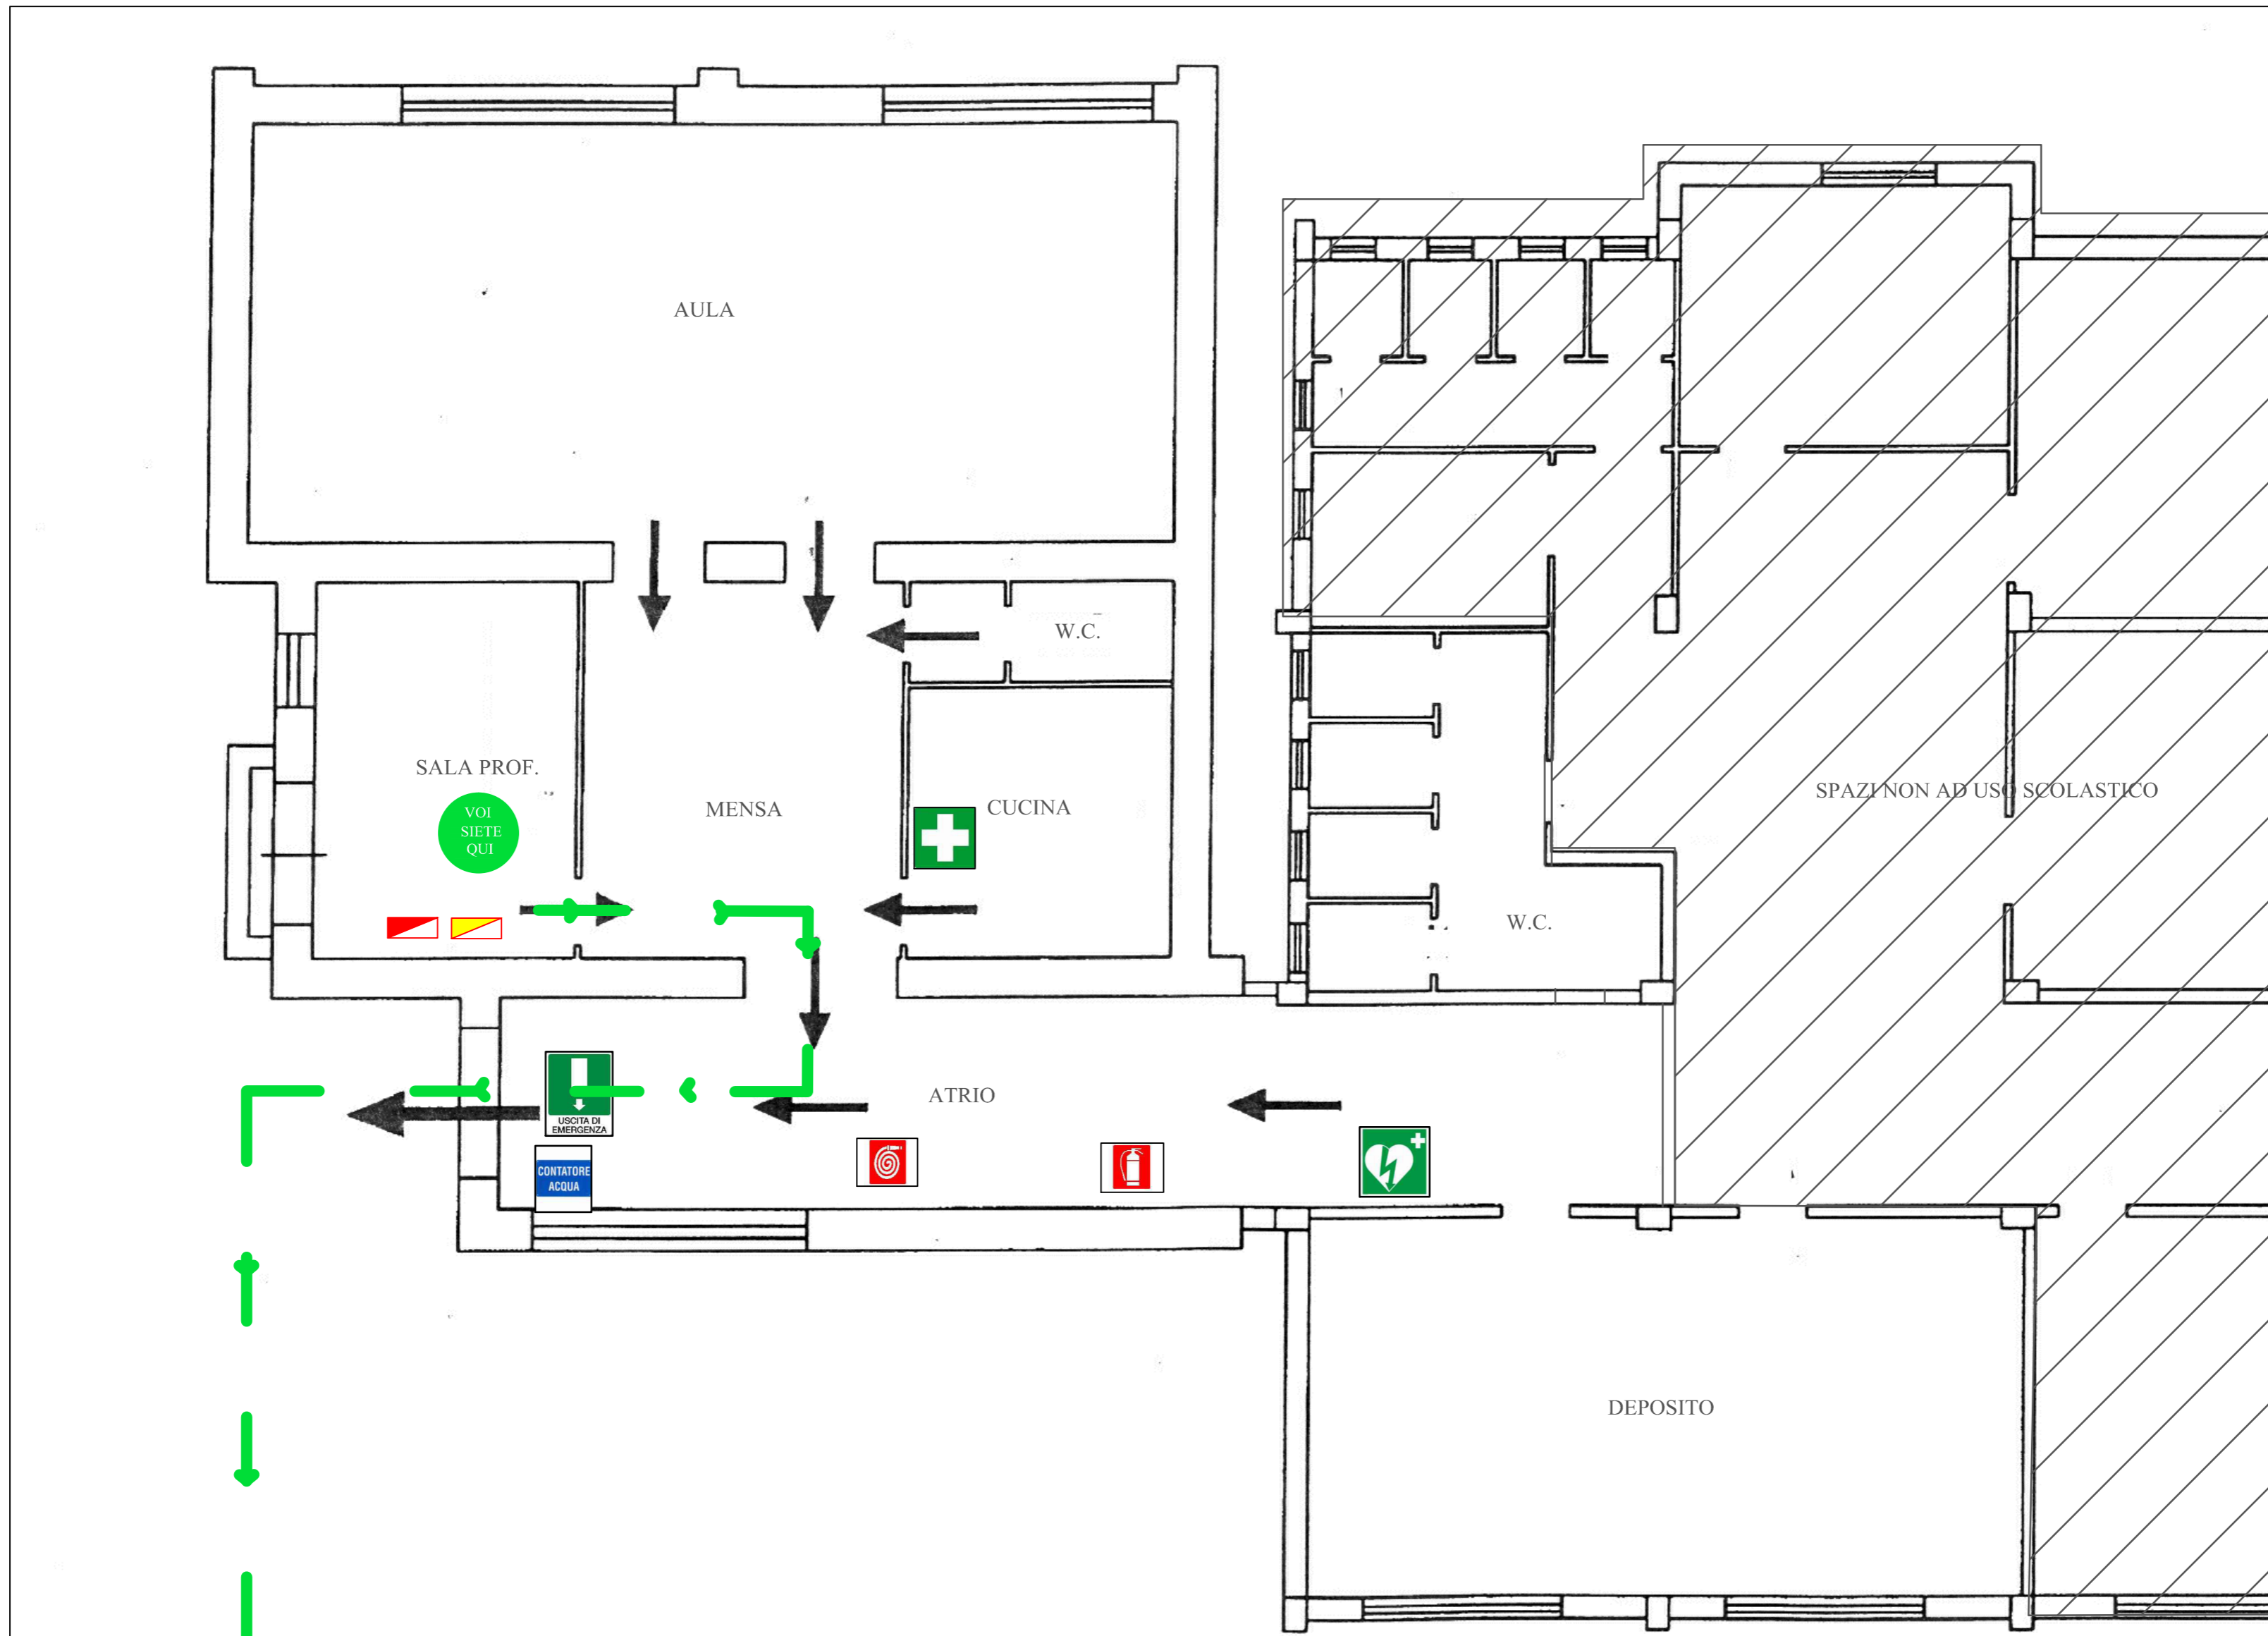 AULA
W.C.
SALA PROF.
VOI
SIETE
QUI
MENSA
CUCINA
SPAZI NON AD USO SCOLASTICO
W.C.
ATRIO
USCITA DI
EMERGENZA
CONTATORE
ACQUA
DEPOSITO